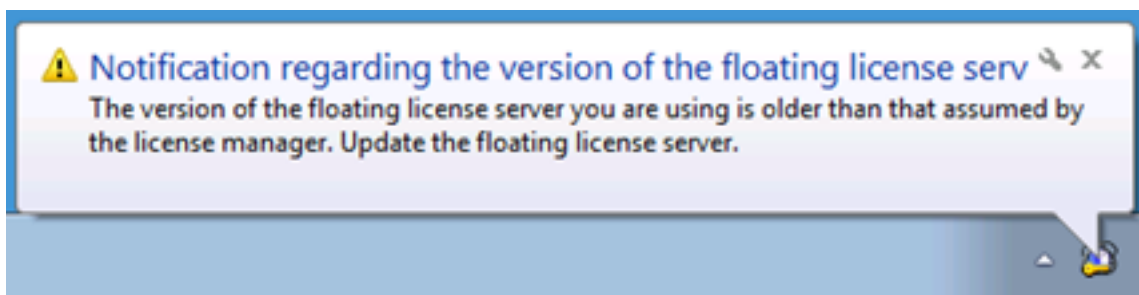 Notification regarding the version of the floating license serv
The version of the floating license server you are using is older than that assumed by
the license manager. Update the floating license server.